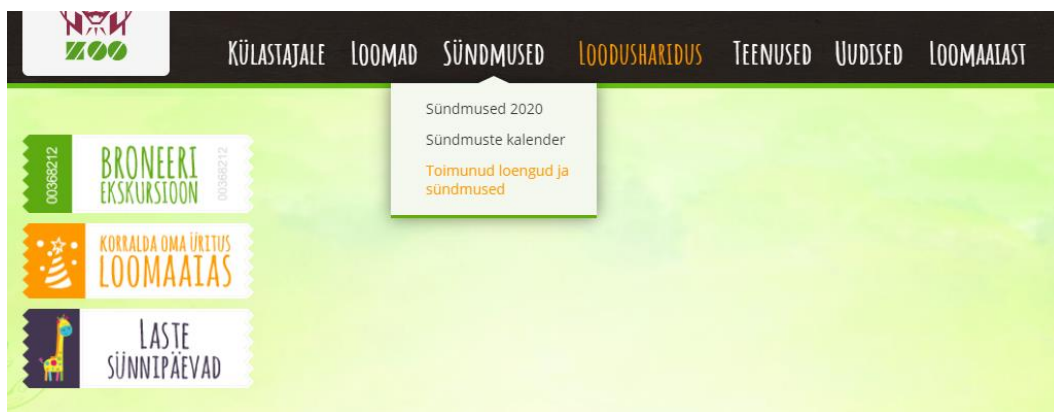 ZOO
KÜLASTAJALE LOOMAD SÜNDMUSED LOODUSHARIDUS TEENUSED UUDISED LOOMAAIAST
Sündmused 2020
Sündmuste kalender
Toimunud loengud ja
sündmused
00368212
BRONEERI
EKSKURSIOON
00368212
KORRALDA OMA ÜRITUS
LOOMAAIAS
LASTE
SÜNNIPÄEVAD